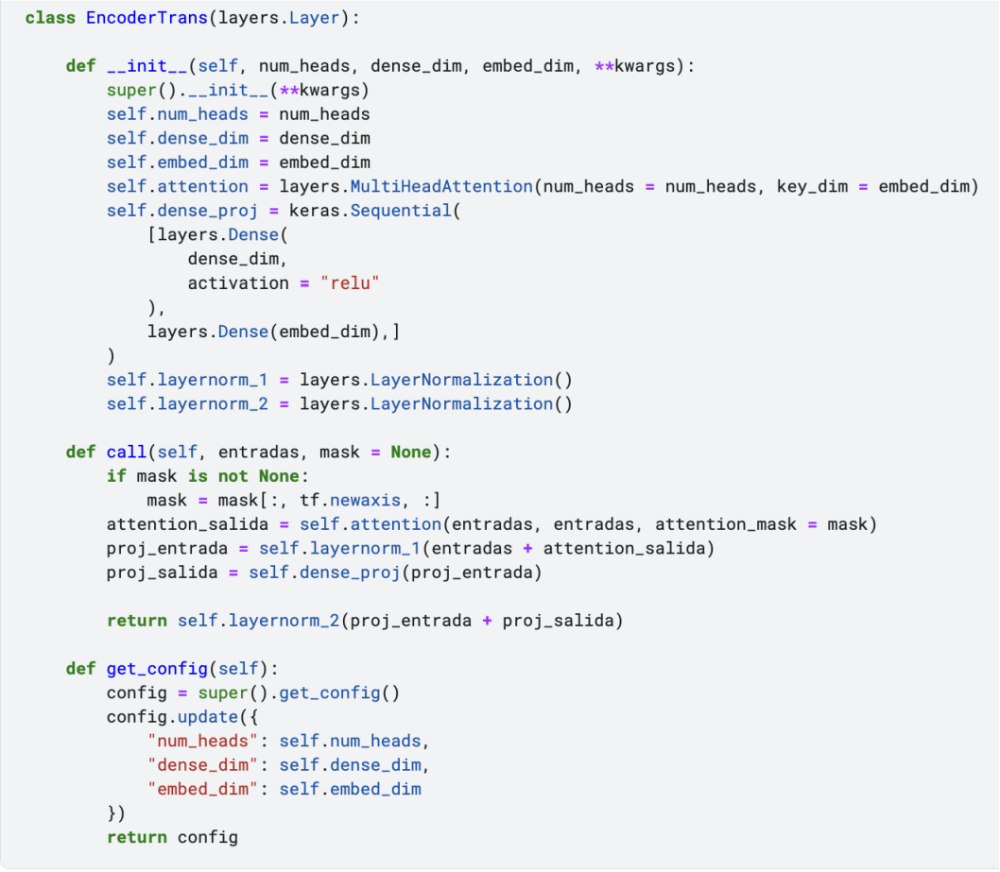 class EncoderTrans(layers.Layer):

    def __init__(self, num_heads, dense_dim, embed_dim, **kwargs):
        super().__init__(**kwargs)
        self.num_heads = num_heads
        self.dense_dim = dense_dim
        self.embed_dim = embed_dim
        self.attention = layers.MultiHeadAttention(num_heads = num_heads, key_dim = embed_dim)
        self.dense_proj = keras.Sequential(
            [layers.Dense(
                dense_dim,
                activation = "relu"
            ),
            layers.Dense(embed_dim),]
        )
        self.layernorm_1 = layers.LayerNormalization()
        self.layernorm_2 = layers.LayerNormalization()

    def call(self, entradas, mask = None):
        if mask is not None:
            mask = mask[:, tf.newaxis, :]
        attention_salida = self.attention(entradas, entradas, attention_mask = mask)
        proj_entrada = self.layernorm_1(entradas + attention_salida)
        proj_salida = self.dense_proj(proj_entrada)

        return self.layernorm_2(proj_entrada + proj_salida)

    def get_config(self):
        config = super().get_config()
        config.update({
            "num_heads": self.num_heads,
            "dense_dim": self.dense_dim,
            "embed_dim": self.embed_dim
        })
        return config